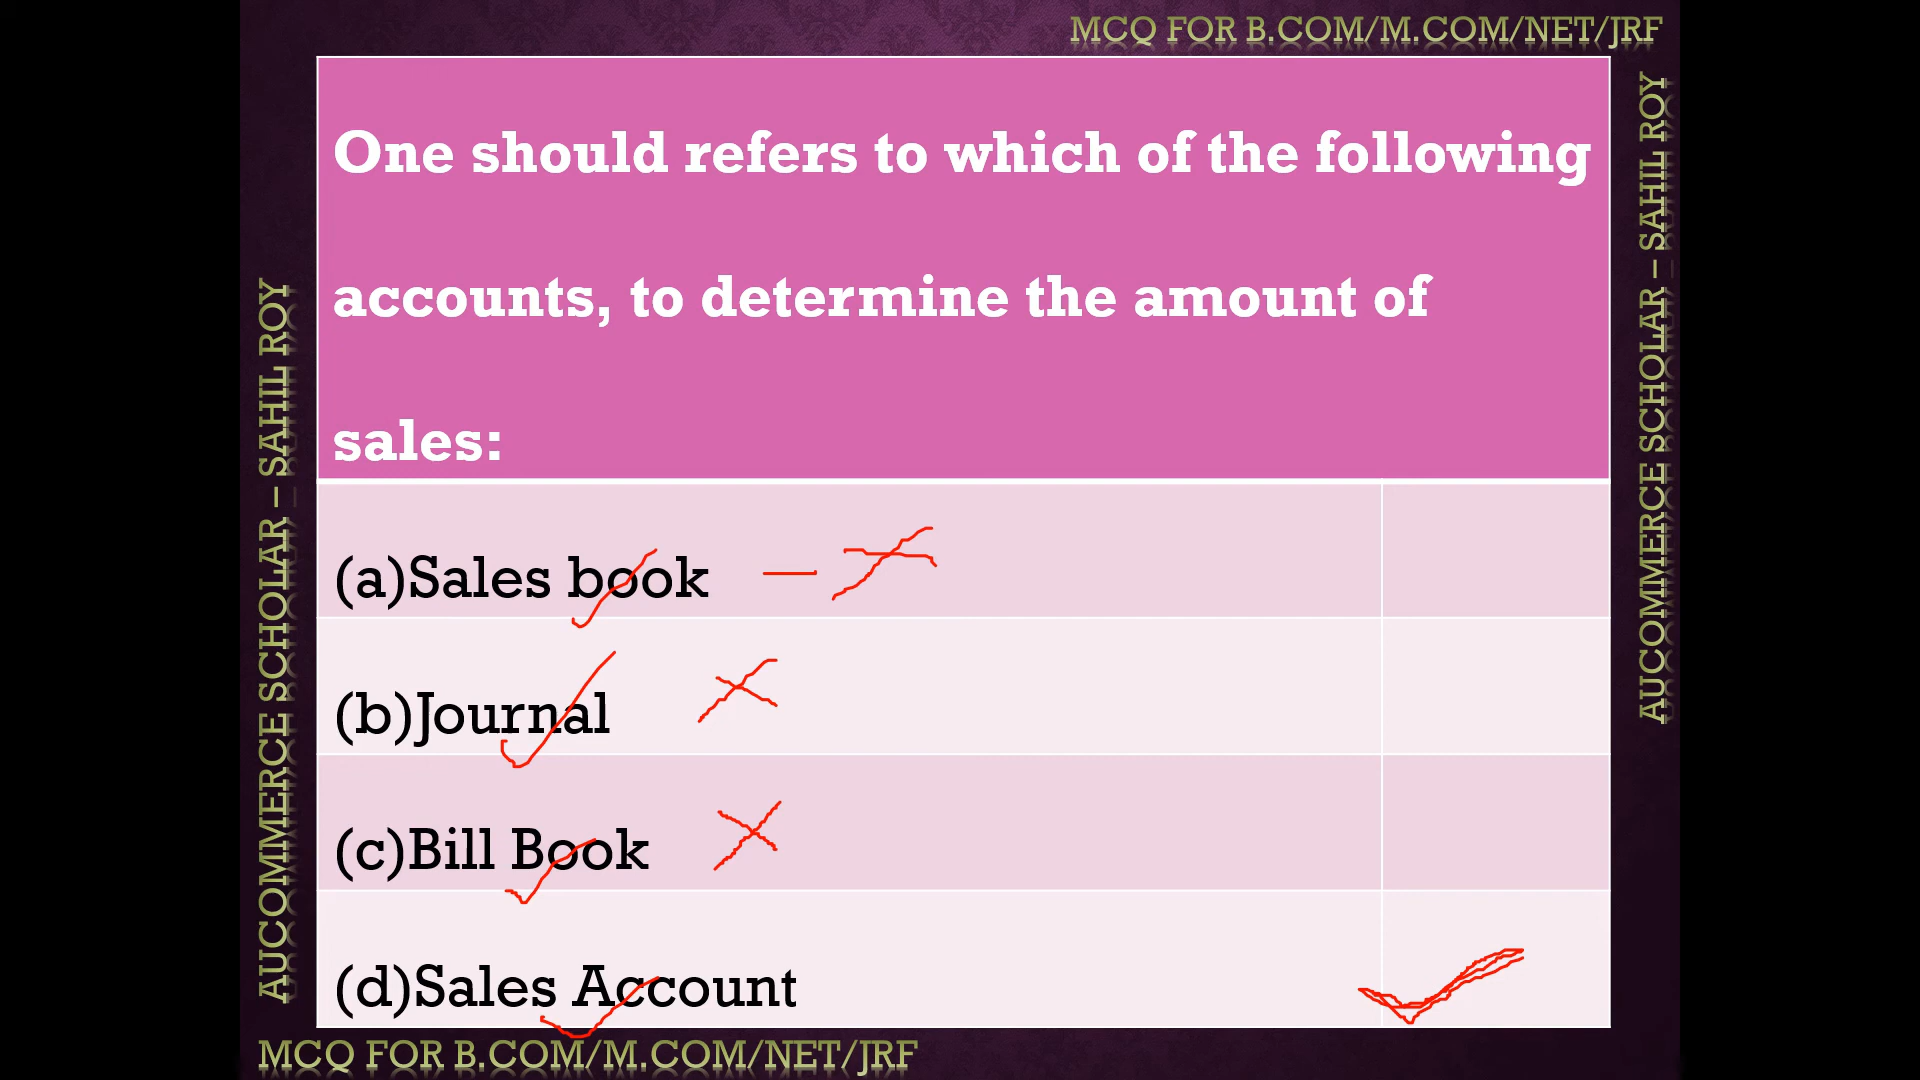 MCQ FOR B.COM/M.COM/NET/JRF
One should refers to which of the following
accounts, to determine the amount of
sales:
(a)Sales book
(b)Journal
(c)Bill Book
(d)Sales Account
AUCOMMERCE SCHOLAR – SAHIL ROY
AUCOMMERCE SCHOLAR – SAHIL ROY
MCQ FOR B.COM/M.COM/NET/JRF